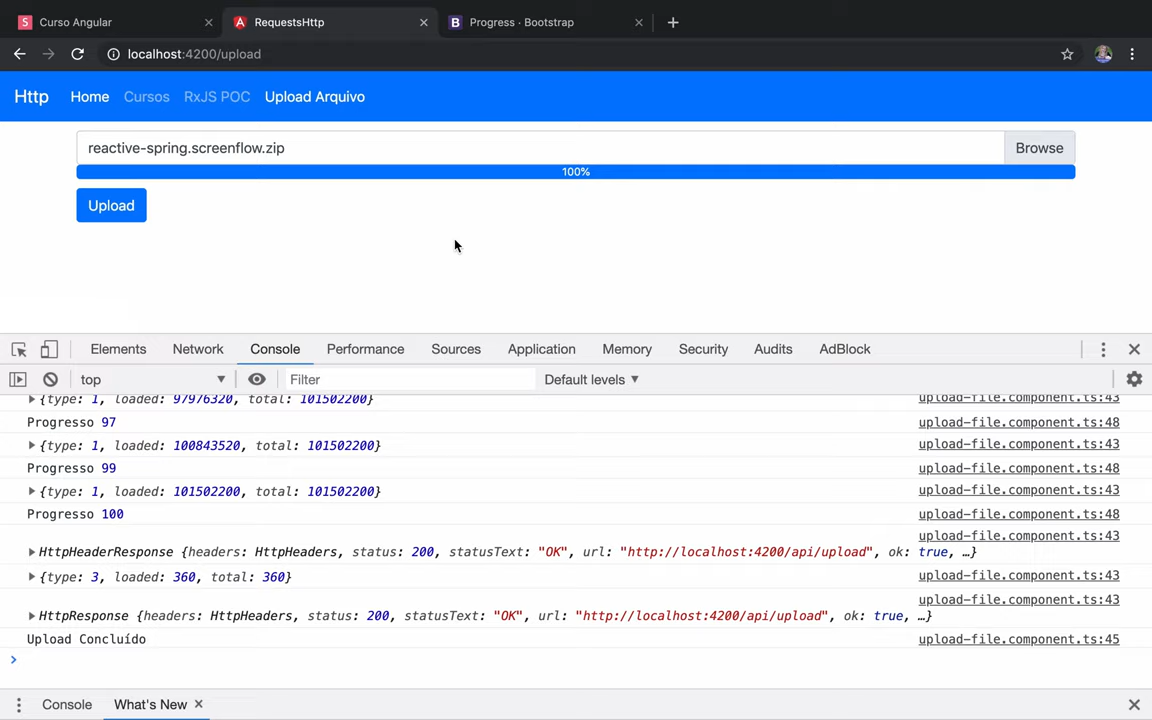 Curso Angular
RequestsHttp
B Progress · Bootstrap
localhost:4200/upload
Http Home Cursos RxJS POC Upload Arquivo
reactive-spring.screenflow.zip Browse
100%
Upload
Elements Network Console Performance Sources Application Memory Security Audits AdBlock
top Filter Default levels
{type: 1, loaded: 97976320, total: 101502200} upload-file.component.ts:43
Progresso 97 upload-file.component.ts:48
{type: 1, loaded: 100843520, total: 101502200} upload-file.component.ts:43
Progresso 99 upload-file.component.ts:48
{type: 1, loaded: 101502200, total: 101502200} upload-file.component.ts:43
Progresso 100 upload-file.component.ts:48
upload-file.component.ts:43
HttpHeaderResponse {headers: HttpHeaders, status: 200, statusText: "OK", url: "http://localhost:4200/api/upload", ok: true, …}
{type: 3, loaded: 360, total: 360} upload-file.component.ts:43
upload-file.component.ts:43
HttpResponse {headers: HttpHeaders, status: 200, statusText: "OK", url: "http://localhost:4200/api/upload", ok: true, …}
Upload Concluído upload-file.component.ts:45
Console What's New